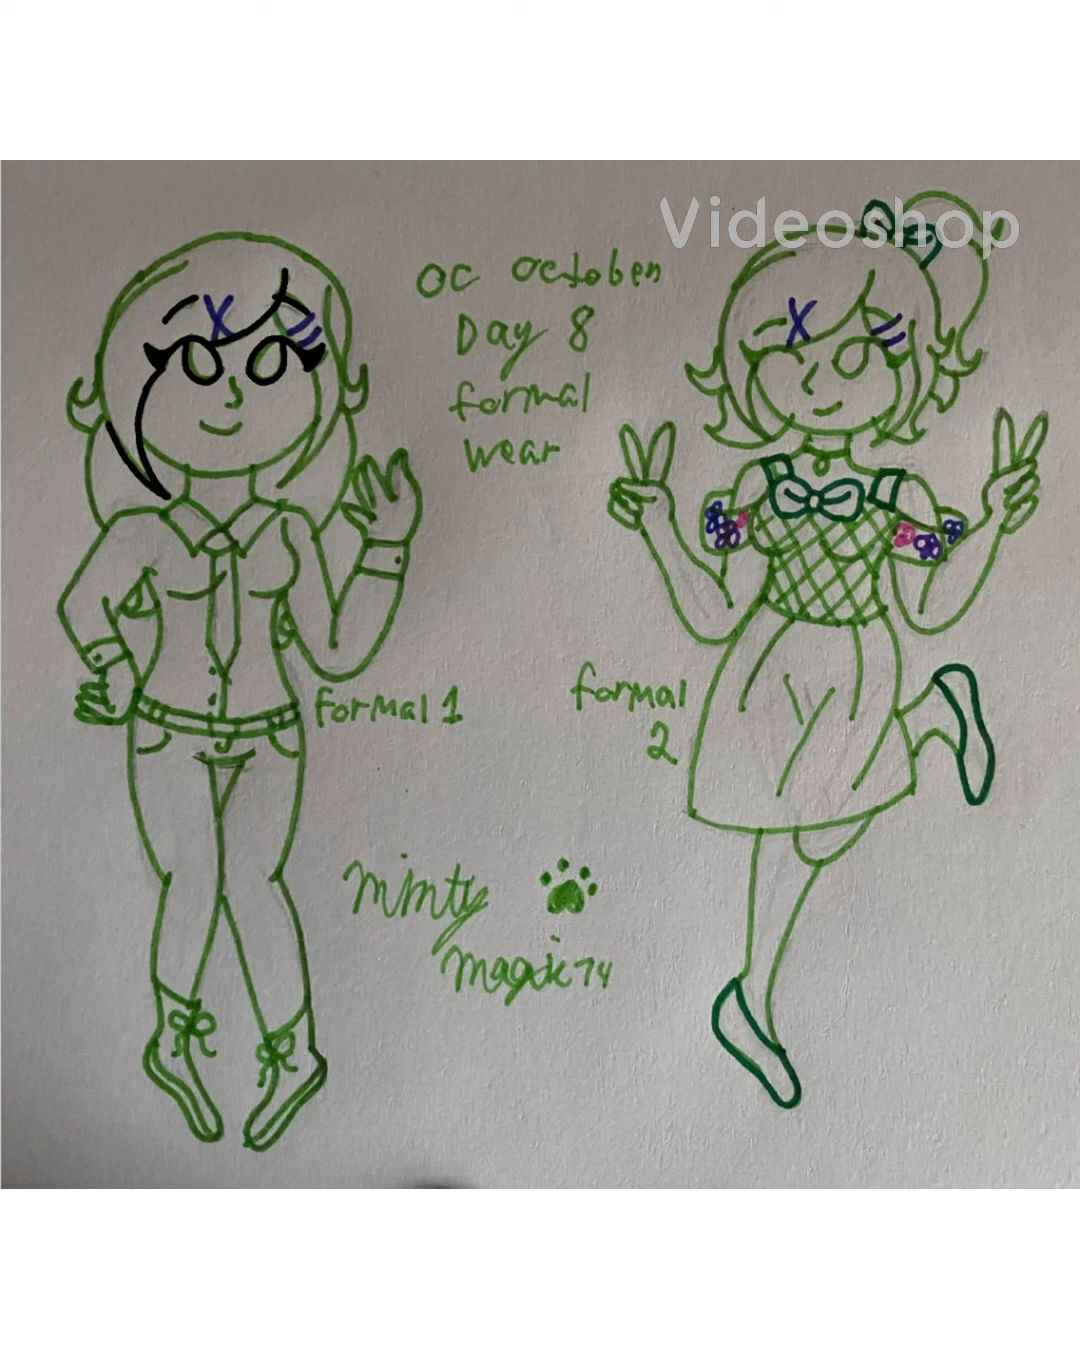 Videoshop
OC October
Day 8
formal
wear
formal 1
formal
2
Minty
Magic74